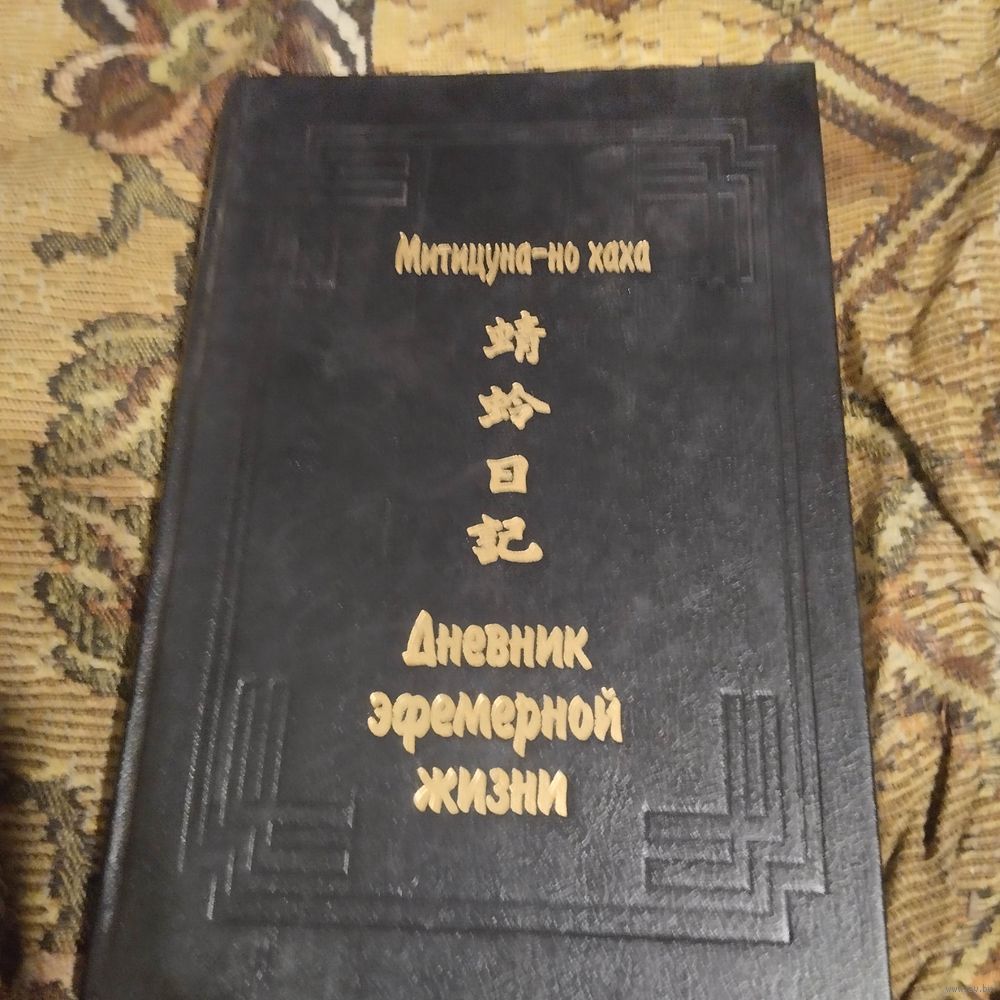 Митицуна-но хаха
蜻
蛉
日
記
Дневник
эфемерной
жизни